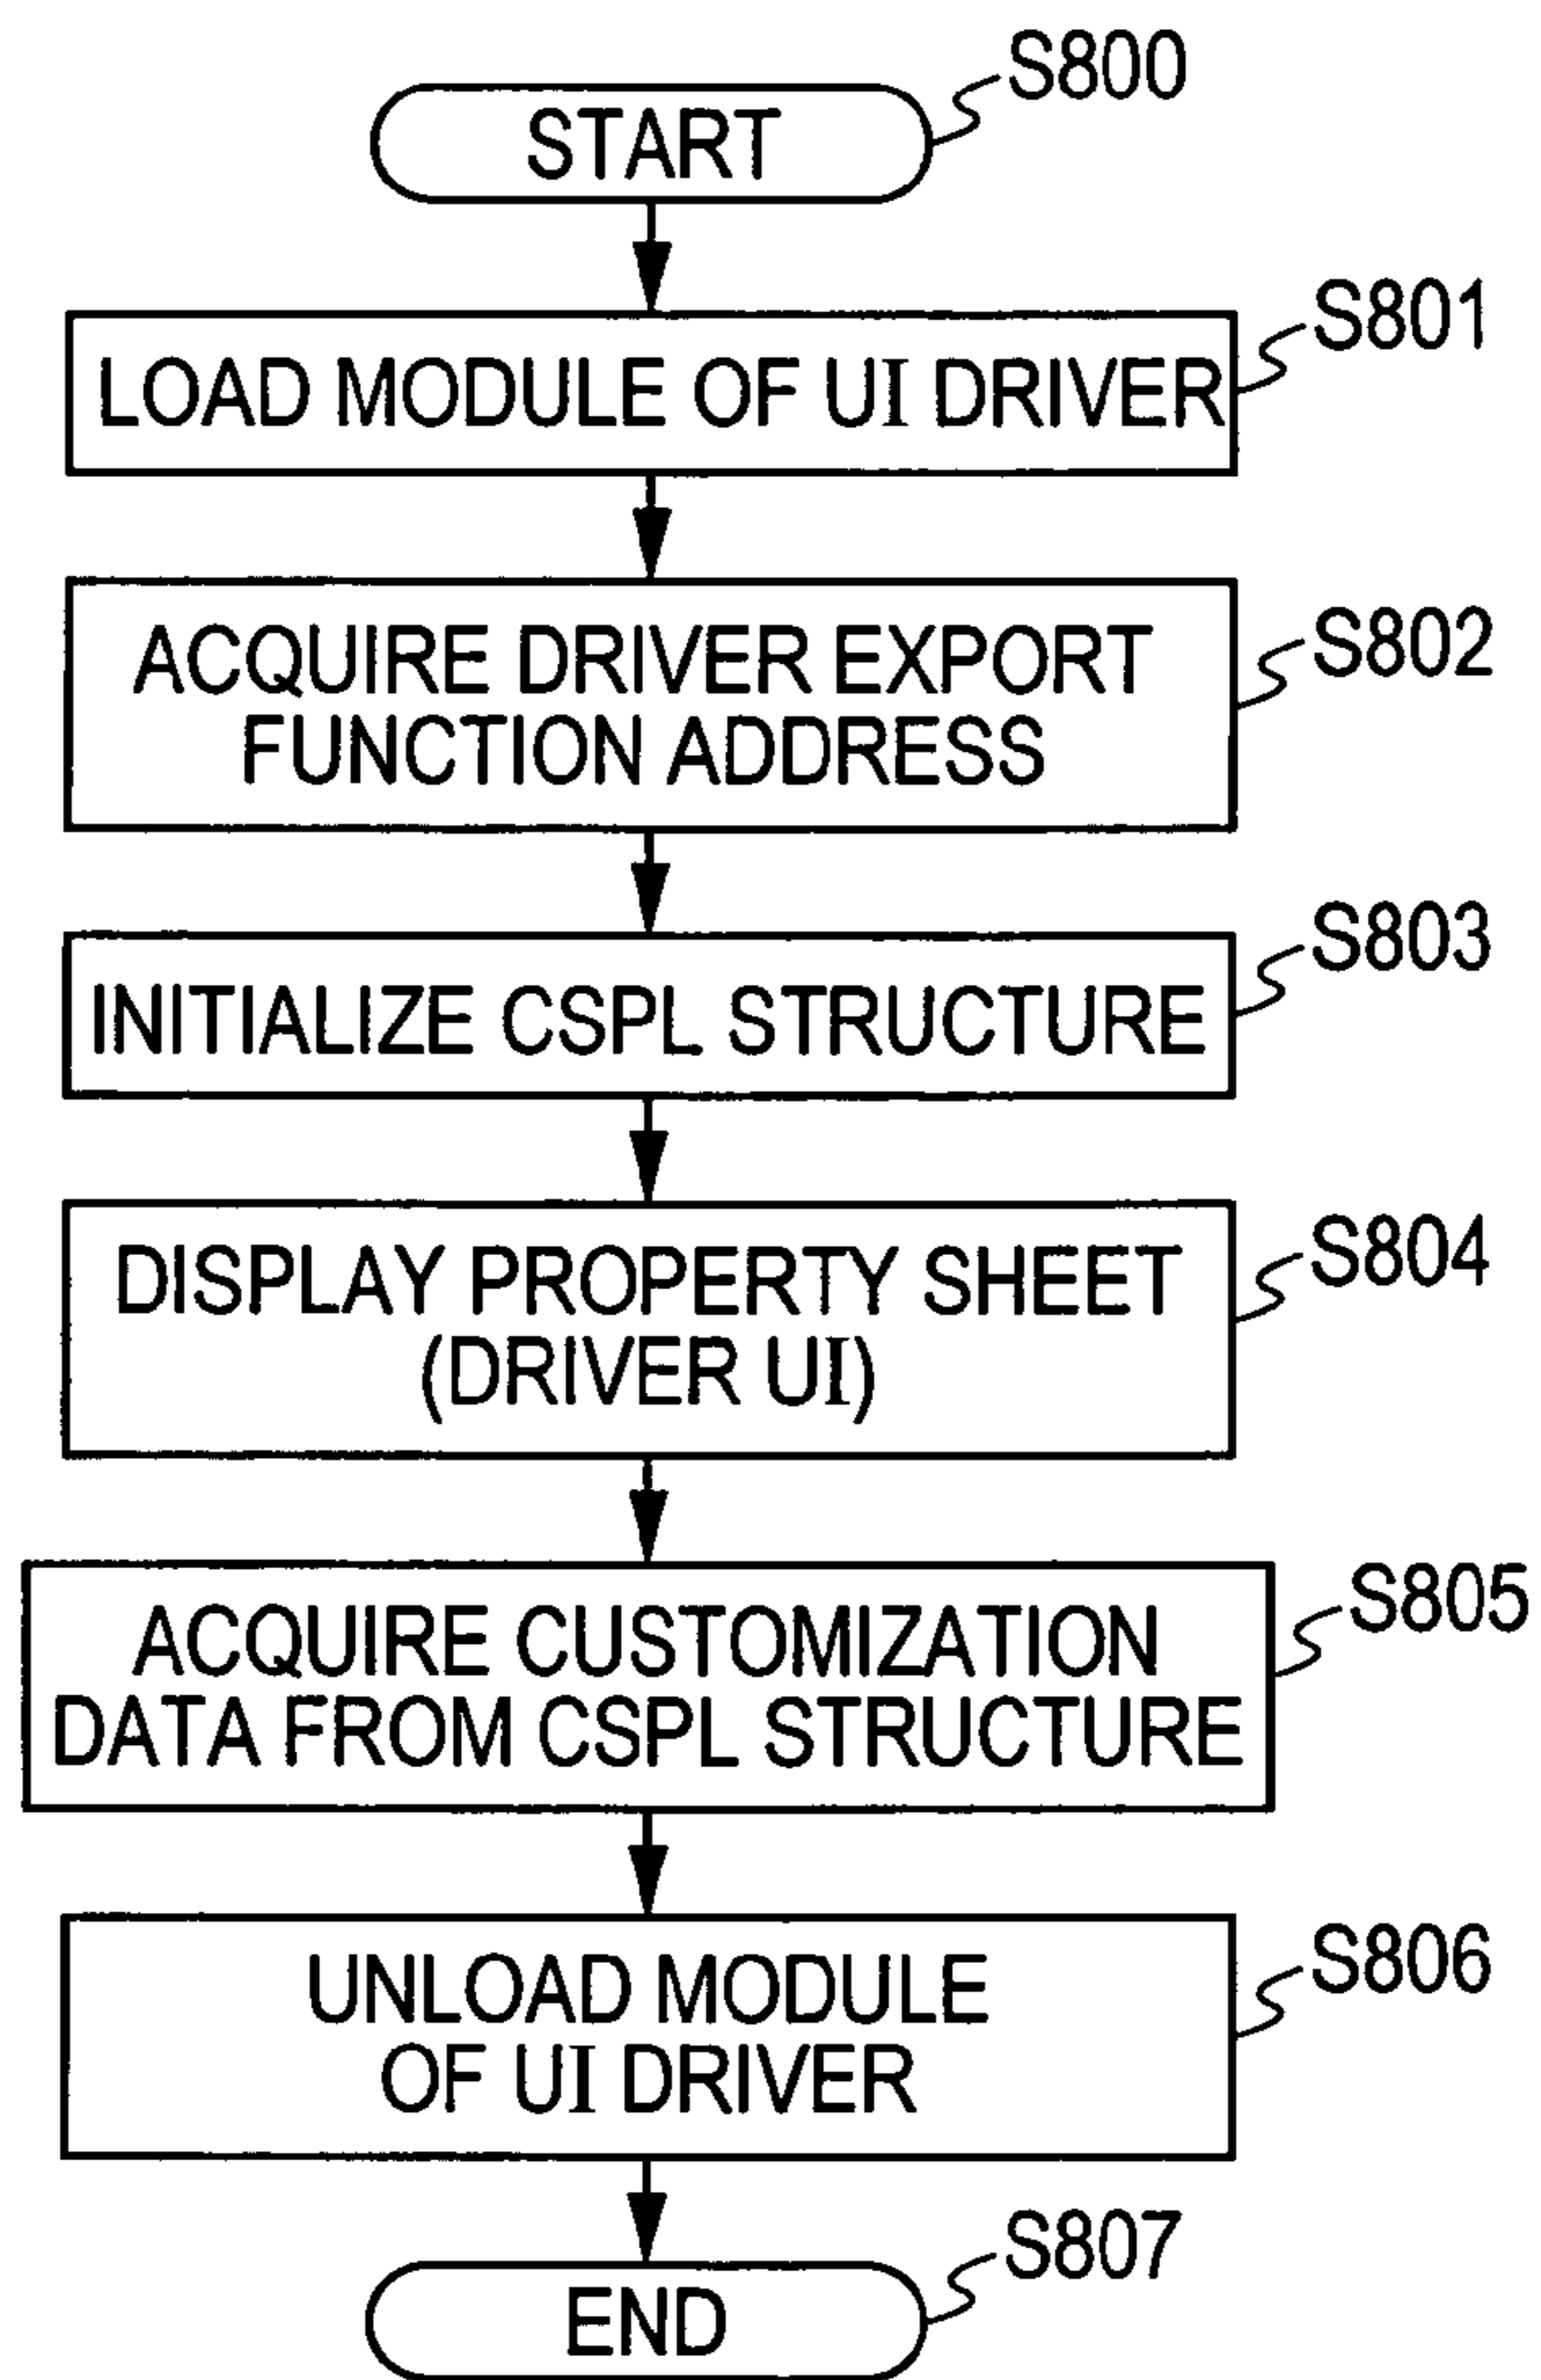 S800
START
S801
LOAD MODULE OF UI DRIVER
S802
ACQUIRE DRIVER EXPORT
FUNCTION ADDRESS
S803
INITIALIZE CSPL STRUCTURE
S804
DISPLAY PROPERTY SHEET
(DRIVER UI)
S805
ACQUIRE CUSTOMIZATION
DATA FROM CSPL STRUCTURE
S806
UNLOAD MODULE
OF UI DRIVER
S807
END